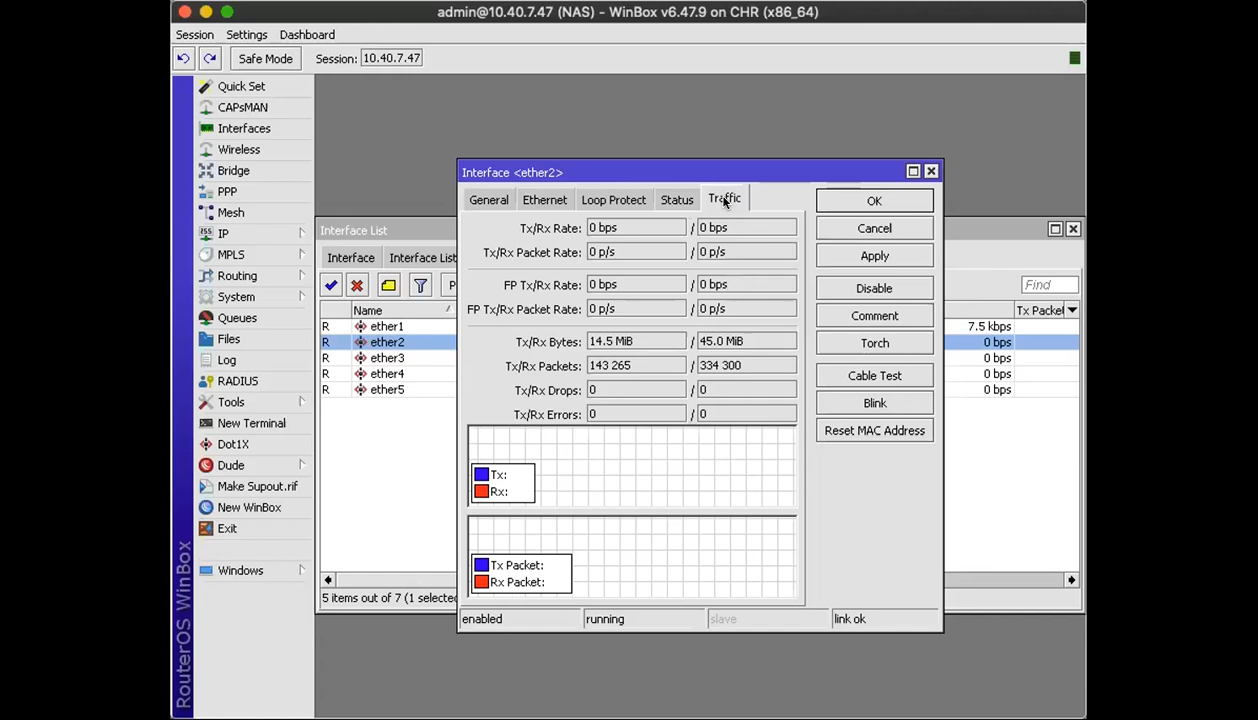 admin@10.40.7.47 (NAS) - WinBox v6.47.9 on CHR (x86_64)
Session Settings Dashboard
Safe Mode Session: 10.40.7.47
Quick Set
CAPsMAN
Interfaces
Wireless
Bridge
PPP
Mesh
IP
MPLS
Routing
System
Queues
Files
Log
RADIUS
Tools
New Terminal
Dot1X
Dude
Make Supout.rif
New WinBox
Exit
Windows
RouterOS WinBox
Interface List
Interface Interface List
Find
Name Tx Packet
R ether1 7.5 kbps
R ether2 0 bps
R ether3 0 bps
R ether4 0 bps
R ether5 0 bps
5 items out of 7 (1 selected
Interface <ether2>
General Ethernet Loop Protect Status Traffic
Tx/Rx Rate: 0 bps / 0 bps
Tx/Rx Packet Rate: 0 p/s / 0 p/s
FP Tx/Rx Rate: 0 bps / 0 bps
FP Tx/Rx Packet Rate: 0 p/s / 0 p/s
Tx/Rx Bytes: 14.5 MiB / 45.0 MiB
Tx/Rx Packets: 143 265 / 334 300
Tx/Rx Drops: 0 / 0
Tx/Rx Errors: 0 / 0
Tx:
Rx:
Tx Packet:
Rx Packet:
OK
Cancel
Apply
Disable
Comment
Torch
Cable Test
Blink
Reset MAC Address
enabled running slave link ok